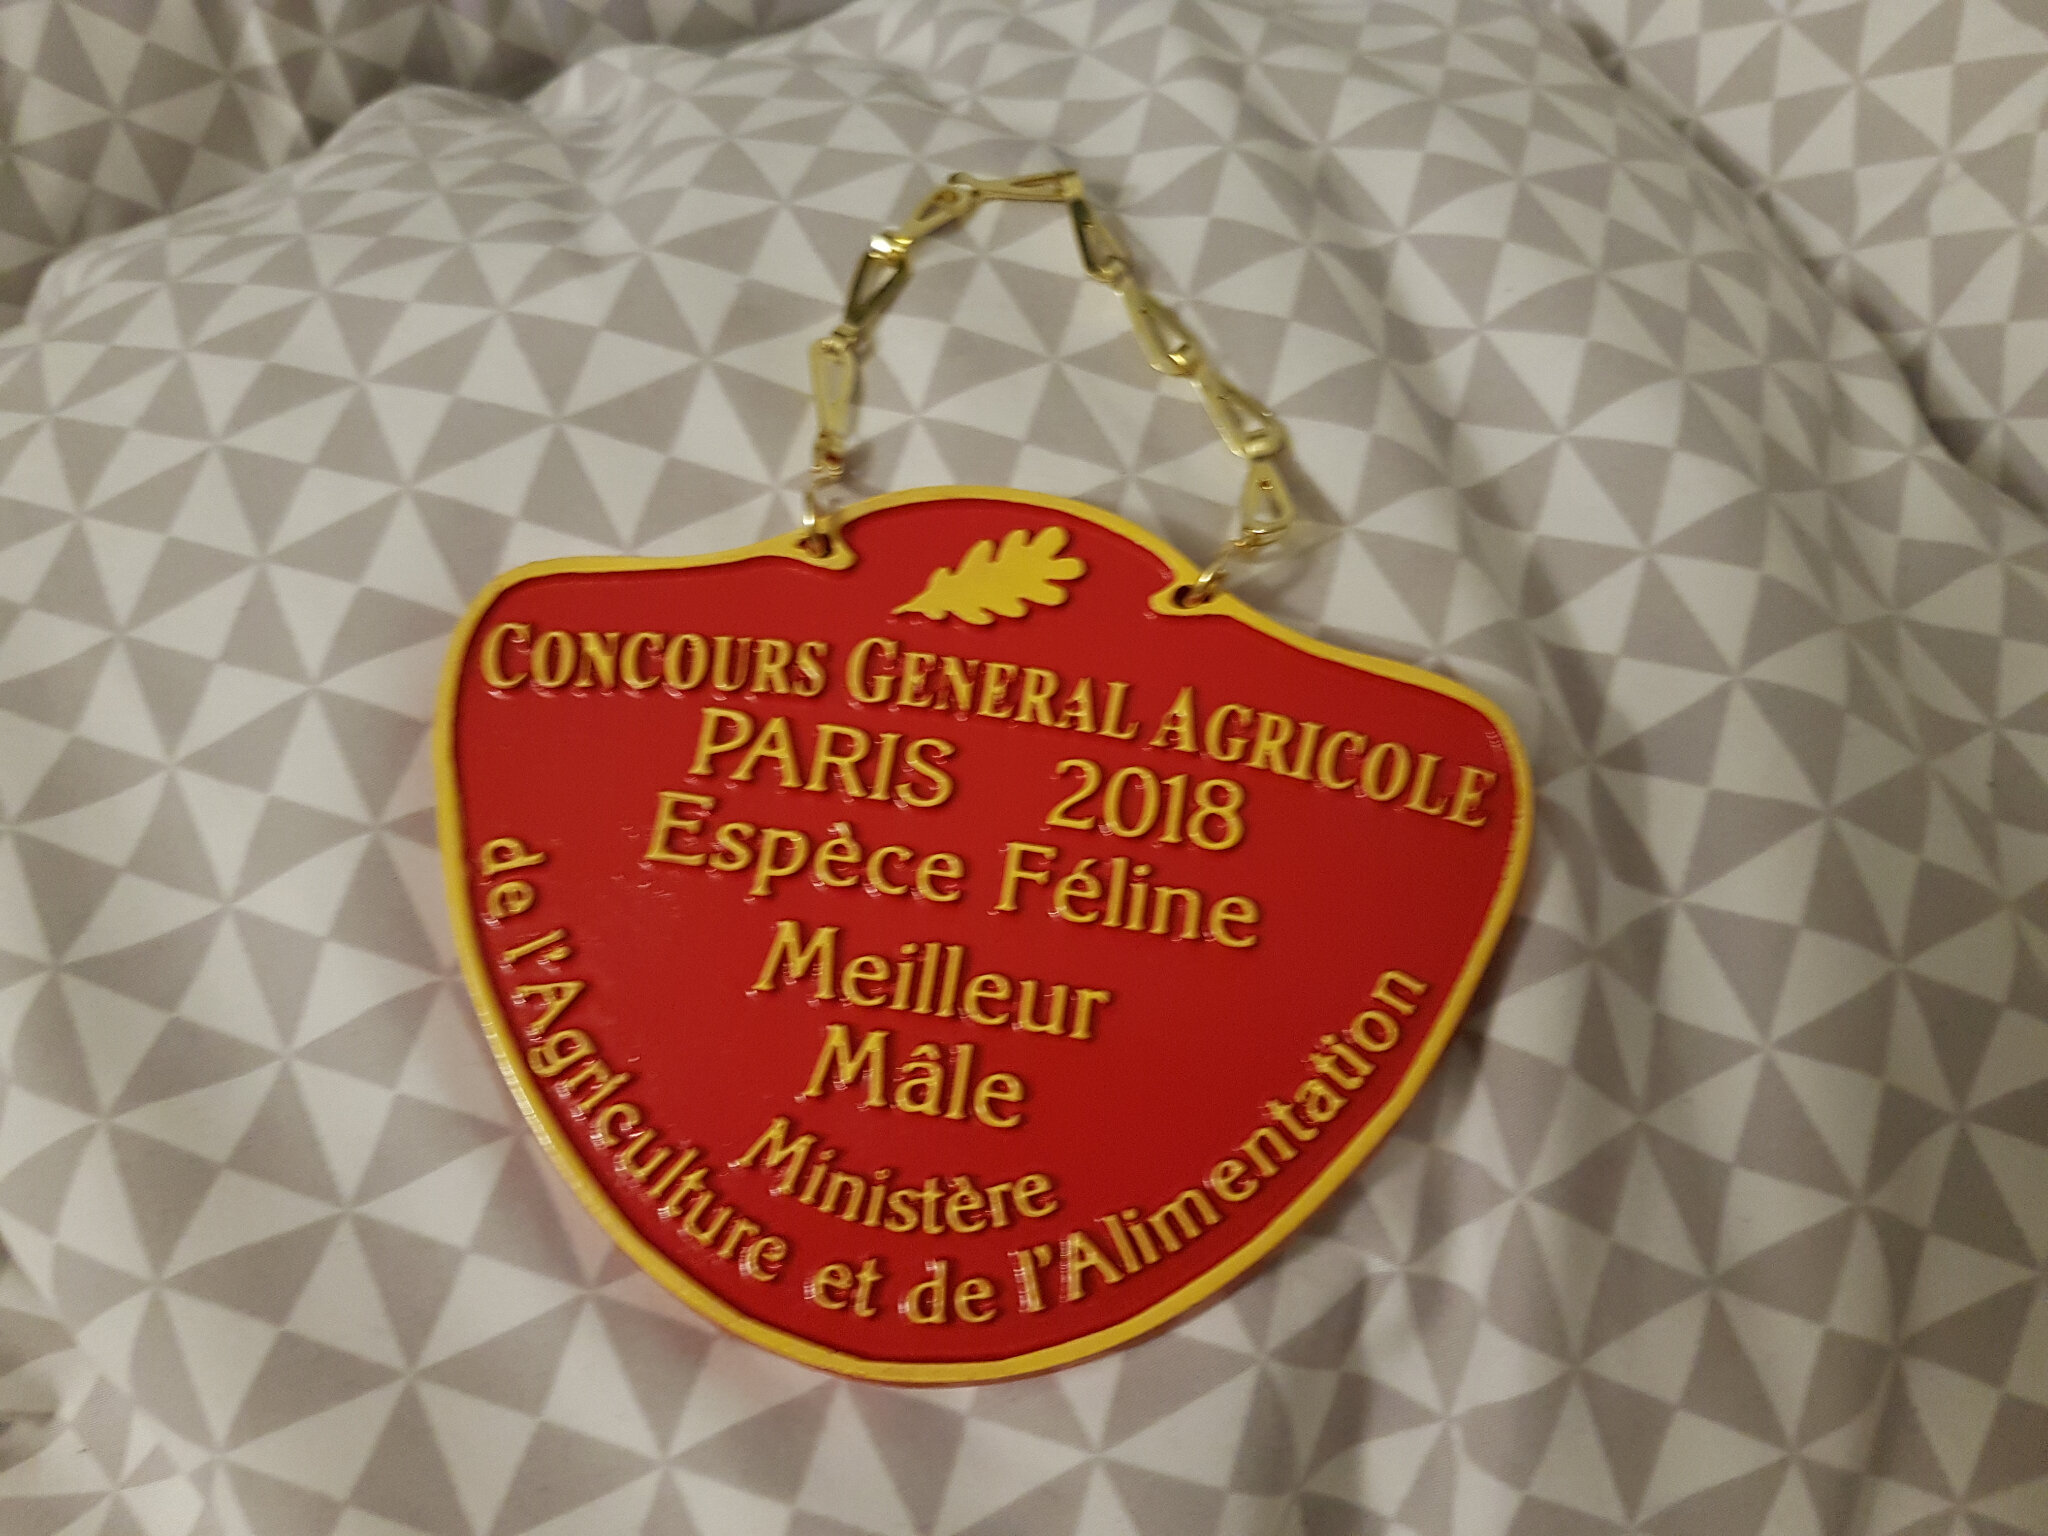 CONCOURS GENERAL AGRICOLE
PARIS 2018
Espèce Féline
Meilleur
Mâle
Ministère
de l'Agriculture et de l'Alimentation